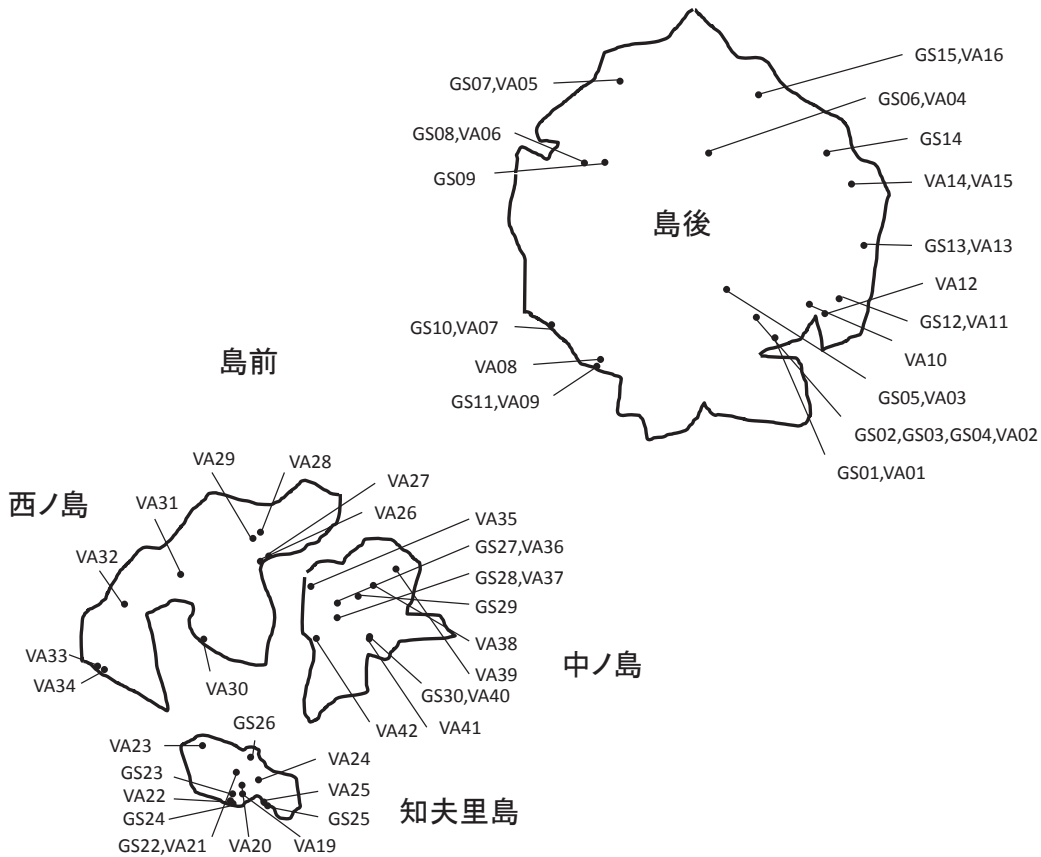 GS15,VA16
GS07,VA05
GS06,VA04
GS08,VA06
GS14
GS09
VA14,VA15
島後
GS13,VA13
VA12
GS10,VA07
GS12,VA11
島前
VA08
VA10
GS11,VA09
GS05,VA03
GS02,GS03,GS04,VA02
GS01,VA01
VA29
VA28
VA27
西ノ島
VA31
VA26
VA35
VA32
GS27,VA36
GS28,VA37
GS29
VA38
VA33
中ノ島
VA39
VA34
VA30
GS30,VA40
GS26
VA42
VA41
VA23
VA24
GS23
VA22
VA25
知夫里島
GS24
GS25
GS22,VA21
VA20
VA19